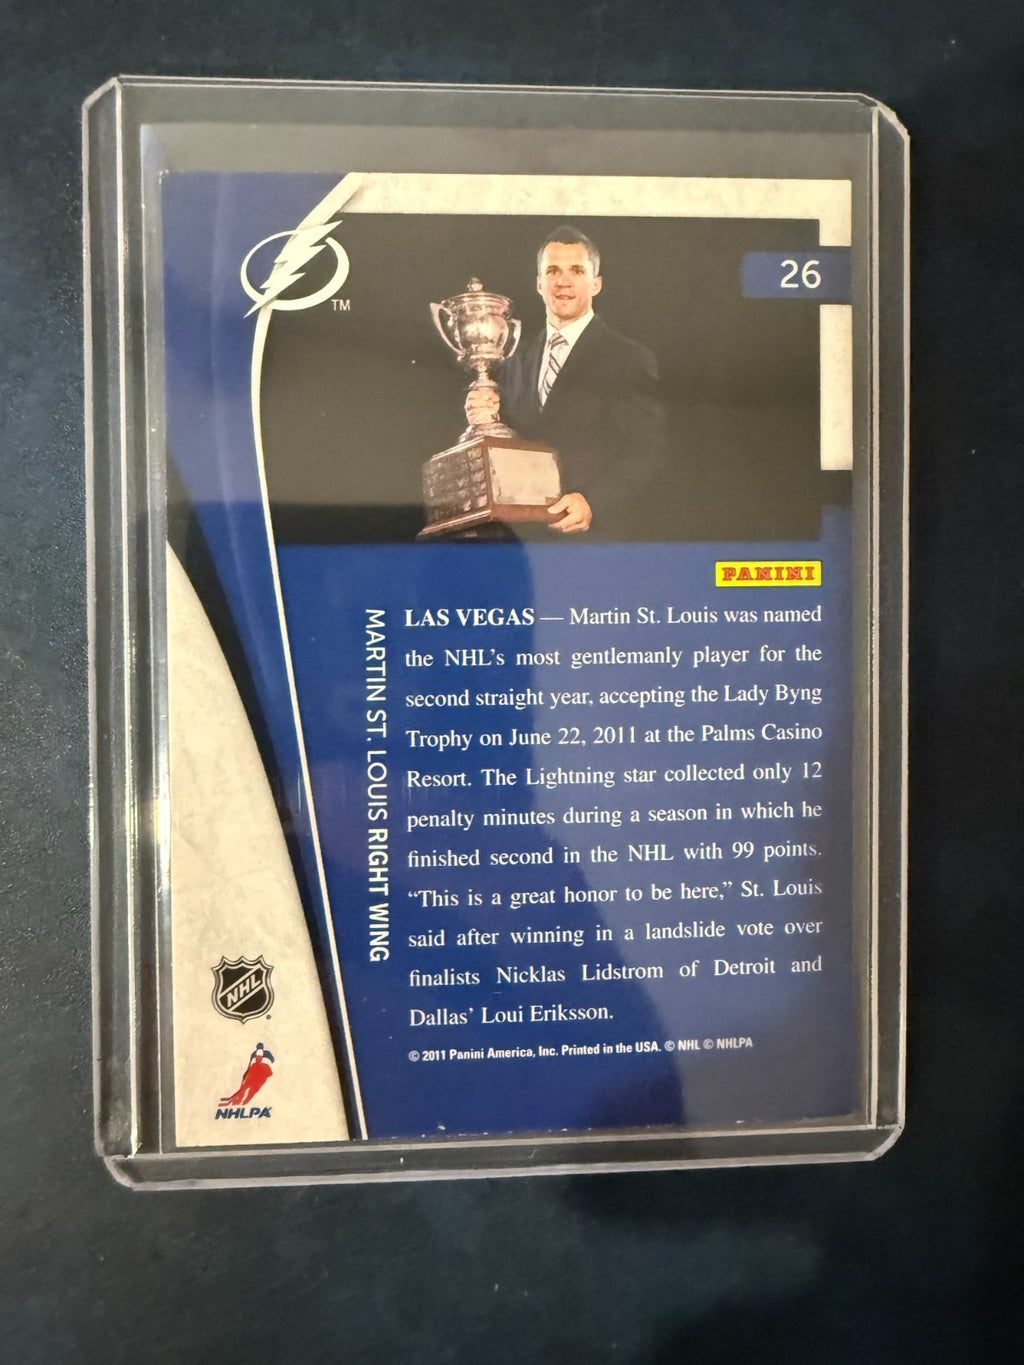 TM
26
PANINI
MARTIN ST. LOUIS RIGHT WING
LAS VEGAS — Martin St. Louis was named
the NHL's most gentlemanly player for the
second straight year, accepting the Lady Byng
Trophy on June 22, 2011 at the Palms Casino
Resort. The Lightning star collected only 12
penalty minutes during a season in which he
finished second in the NHL with 99 points.
“This is a great honor to be here,” St. Louis
said after winning in a landslide vote over
finalists Nicklas Lidstrom of Detroit and
Dallas’ Loui Eriksson.
© 2011 Panini America, Inc. Printed in the USA. © NHL © NHLPA
NHL
NHLPA